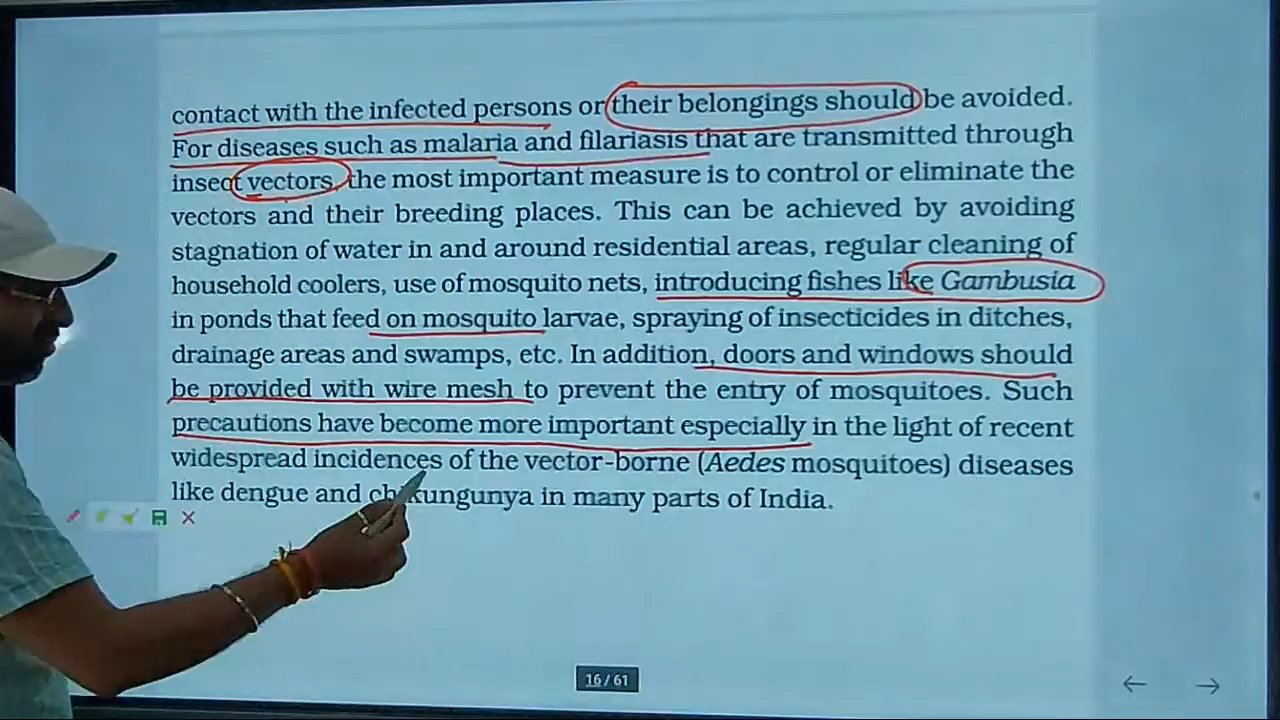 contact with the infected persons or their belongings should be avoided.
For diseases such as malaria and filariasis that are transmitted through
insect vectors, the most important measure is to control or eliminate the
vectors and their breeding places. This can be achieved by avoiding
stagnation of water in and around residential areas, regular cleaning of
household coolers, use of mosquito nets, introducing fishes like Gambusia
in ponds that feed on mosquito larvae, spraying of insecticides in ditches,
drainage areas and swamps, etc. In addition, doors and windows should
be provided with wire mesh to prevent the entry of mosquitoes. Such
precautions have become more important especially in the light of recent
widespread incidences of the vector-borne (Aedes mosquitoes) diseases
like dengue and chikungunya in many parts of India.
16 / 61